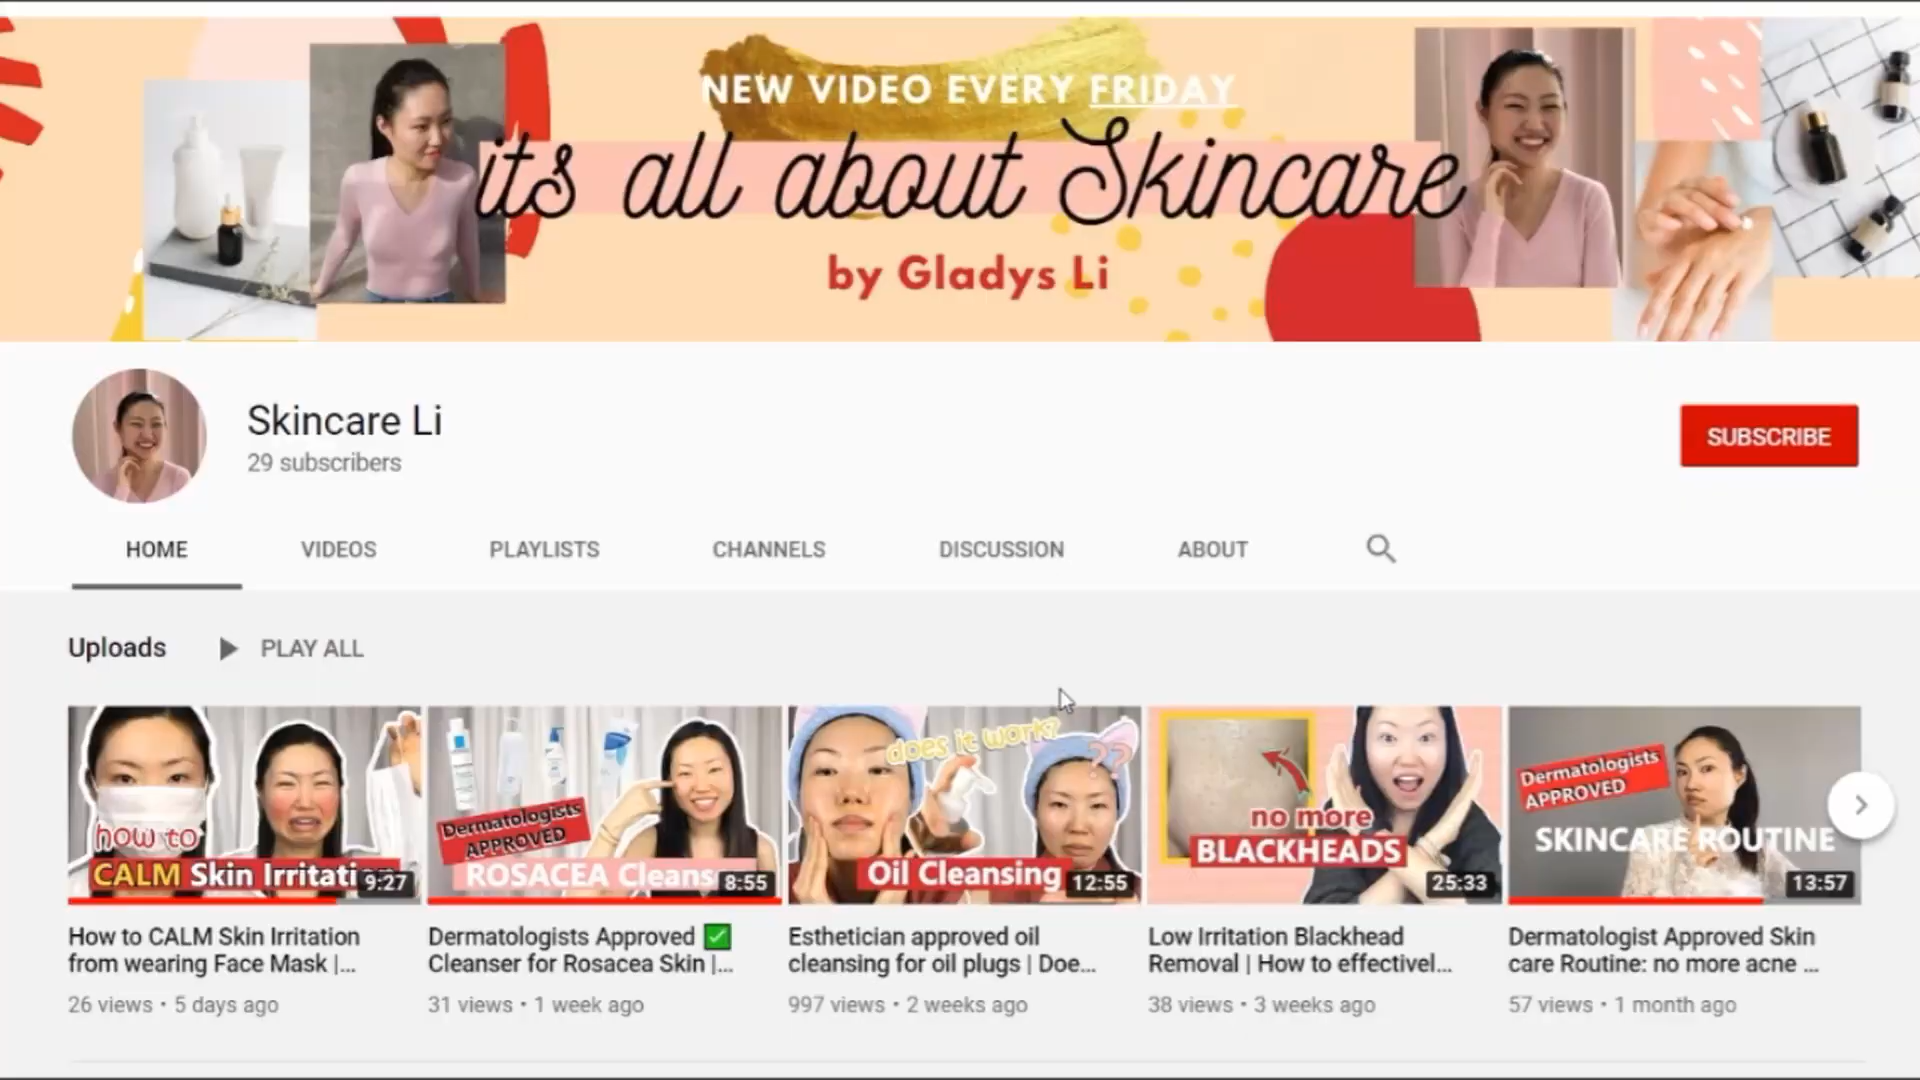 NEW VIDEO EVERY FRIDAY
its all about Skincare
by Gladys Li
Skincare Li
29 subscribers
SUBSCRIBE
HOME VIDEOS PLAYLISTS CHANNELS DISCUSSION ABOUT
Uploads PLAY ALL
how to
CALM Skin Irritati
9:27
Dermatologists
APPROVED
ROSACEA Cleans
8:55
does it work?
??
Oil Cleansing
12:55
no more
BLACKHEADS
25:33
Dermatologists
APPROVED
SKINCARE ROUTINE
13:57
How to CALM Skin Irritation
from wearing Face Mask |...
26 views • 5 days ago
Dermatologists Approved ✅
Cleanser for Rosacea Skin |...
31 views • 1 week ago
Esthetician approved oil
cleansing for oil plugs | Doe...
997 views • 2 weeks ago
Low Irritation Blackhead
Removal | How to effectivel...
38 views • 3 weeks ago
Dermatologist Approved Skin
care Routine: no more acne ...
57 views • 1 month ago